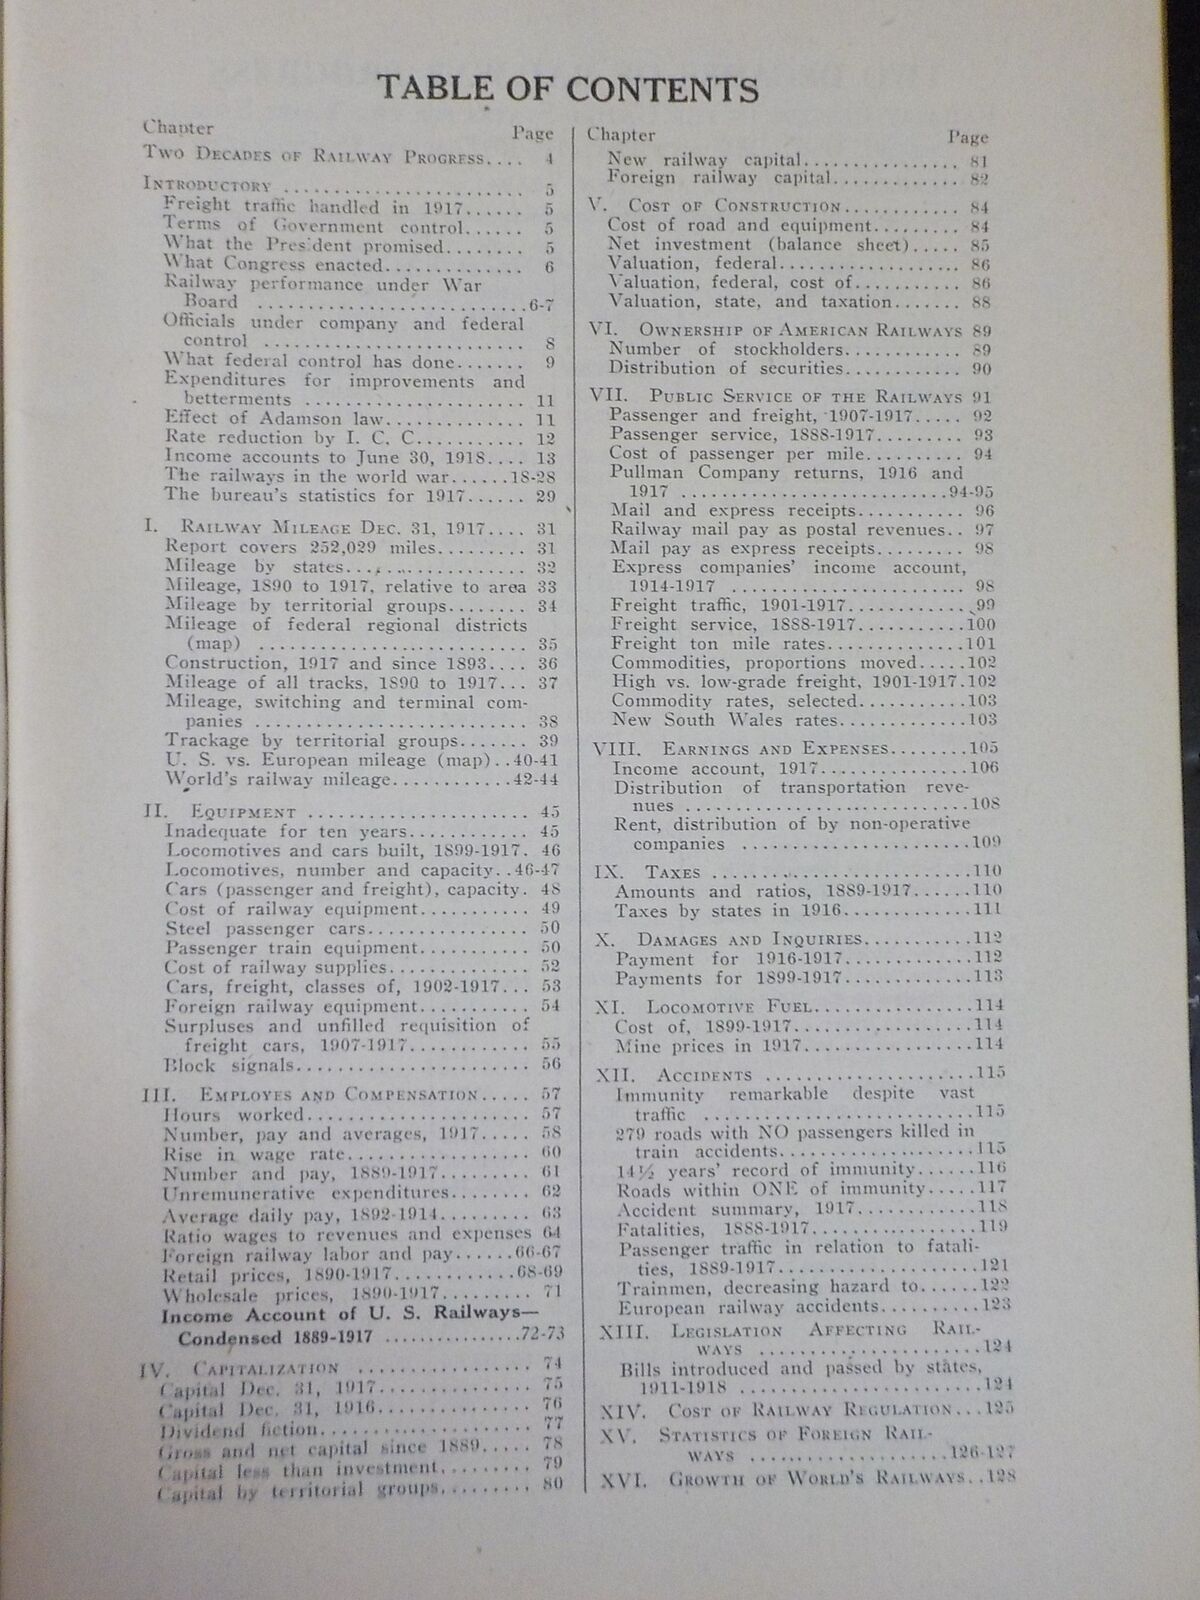 TABLE OF CONTENTS
Chapter Page
TWO DECADES OF RAILWAY PROGRESS.... 4
INTRODUCTORY ........................ 5
Freight traffic handled in 1917...... 5
Terms of Government control...... 5
What the President promised........ 5
What Congress enacted.............. 6
Railway performance under War
Board ..........................6-7
Officials under company and federal
control ......................... 8
What federal control has done....... 9
Expenditures for improvements and
betterments ...................... 11
Effect of Adamson law.............. 11
Rate reduction by I. C. C........... 12
Income accounts to June 30, 1918.... 13
The railways in the world war......18-28
The bureau's statistics for 1917...... 29
I. RAILWAY MILEAGE DEC. 31, 1917.... 31
Report covers 252,029 miles......... 31
Mileage by states.................. 32
Mileage, 1890 to 1917, relative to area 33
Mileage by territorial groups........ 34
Mileage of federal regional districts
(map) .......................... 35
Construction, 1917 and since 1893.... 36
Mileage of all tracks, 1890 to 1917... 37
Mileage, switching and terminal com-
panies .......................... 38
Trackage by territorial groups....... 39
U. S. vs. European mileage (map)..40-41
World's railway mileage............42-44
II. EQUIPMENT ...................... 45
Inadequate for ten years............ 45
Locomotives and cars built, 1899-1917. 46
Locomotives, number and capacity..46-47
Cars (passenger and freight), capacity. 48
Cost of railway equipment........... 49
Steel passenger cars................ 50
Passenger train equipment........... 50
Cost of railway supplies.............. 52
Cars, freight, classes of, 1902-1917... 53
Foreign railway equipment........... 54
Surpluses and unfilled requisition of
freight cars, 1907-1917............ 55
Block signals....................... 56
III. EMPLOYES AND COMPENSATION..... 57
Hours worked...................... 57
Number, pay and averages, 1917..... 58
Rise in wage rate.................. 60
Number and pay, 1889-1917......... 61
Unremunerative expenditures........ 62
Average daily pay, 1892-1914......... 63
Ratio wages to revenues and expenses 64
Foreign railway labor and pay......66-67
Retail prices, 1890-1917............68-69
Wholesale prices, 1890-1917......... 71
Income Account of U. S. Railways—
Condensed 1889-1917 ................72-73
IV. CAPITALIZATION ................. 74
Capital Dec. 31, 1917............... 75
Capital Dec. 31, 1916............... 76
Dividend fiction..................... 77
Gross and net capital since 1889..... 78
Capital less than investment......... 79
Capital by territorial groups......... 80
Chapter Page
New railway capital............... 81
Foreign railway capital............. 82
V. COST OF CONSTRUCTION............ 84
Cost of road and equipment......... 84
Net investment (balance sheet)..... 85
Valuation, federal.................. 86
Valuation, federal, cost of........... 86
Valuation, state, and taxation....... 88
VI. OWNERSHIP OF AMERICAN RAILWAYS 89
Number of stockholders............ 89
Distribution of securities............ 90
VII. PUBLIC SERVICE OF THE RAILWAYS 91
Passenger and freight, 1907-1917..... 92
Passenger service, 1888-1917......... 93
Cost of passenger per mile.......... 94
Pullman Company returns, 1916 and
1917 ..........................94-95
Mail and express receipts........... 96
Railway mail pay as postal revenues.. 97
Mail pay as express receipts......... 98
Express companies' income account,
1914-1917 ....................... 98
Freight traffic, 1901-1917............ 99
Freight service, 1888-1917...........100
Freight ton mile rates..............101
Commodities, proportions moved.....102
High vs. low-grade freight, 1901-1917.102
Commodity rates, selected...........103
New South Wales rates.............103
VIII. EARNINGS AND EXPENSES........105
Income account, 1917...............106
Distribution of transportation reve-
nues ............................108
Rent, distribution of by non-operative
companies ......................109
IX. TAXES .........................110
Amounts and ratios, 1889-1917......110
Taxes by states in 1916.............111
X. DAMAGES AND INQUIRIES...........112
Payment for 1916-1917.............112
Payments for 1899-1917.............113
XI. LOCOMOTIVE FUEL................114
Cost of, 1899-1917..................114
Mine prices in 1917.................114
XII. ACCIDENTS .....................115
Immunity remarkable despite vast
traffic ..........................115
279 roads with NO passengers killed in
train accidents...................115
14½ years' record of immunity......116
Roads within ONE of immunity.....117
Accident summary, 1917............118
Fatalities, 1888-1917................119
Passenger traffic in relation to fatali-
ties, 1889-1917....................121
Trainmen, decreasing hazard to......122
European railway accidents..........123
XIII. LEGISLATION AFFECTING RAIL-
WAYS ......................124
Bills introduced and passed by states,
1911-1918 .......................124
XIV. COST OF RAILWAY REGULATION...125
XV. STATISTICS OF FOREIGN RAIL-
WAYS ....................126-127
XVI. GROWTH OF WORLD'S RAILWAYS..128